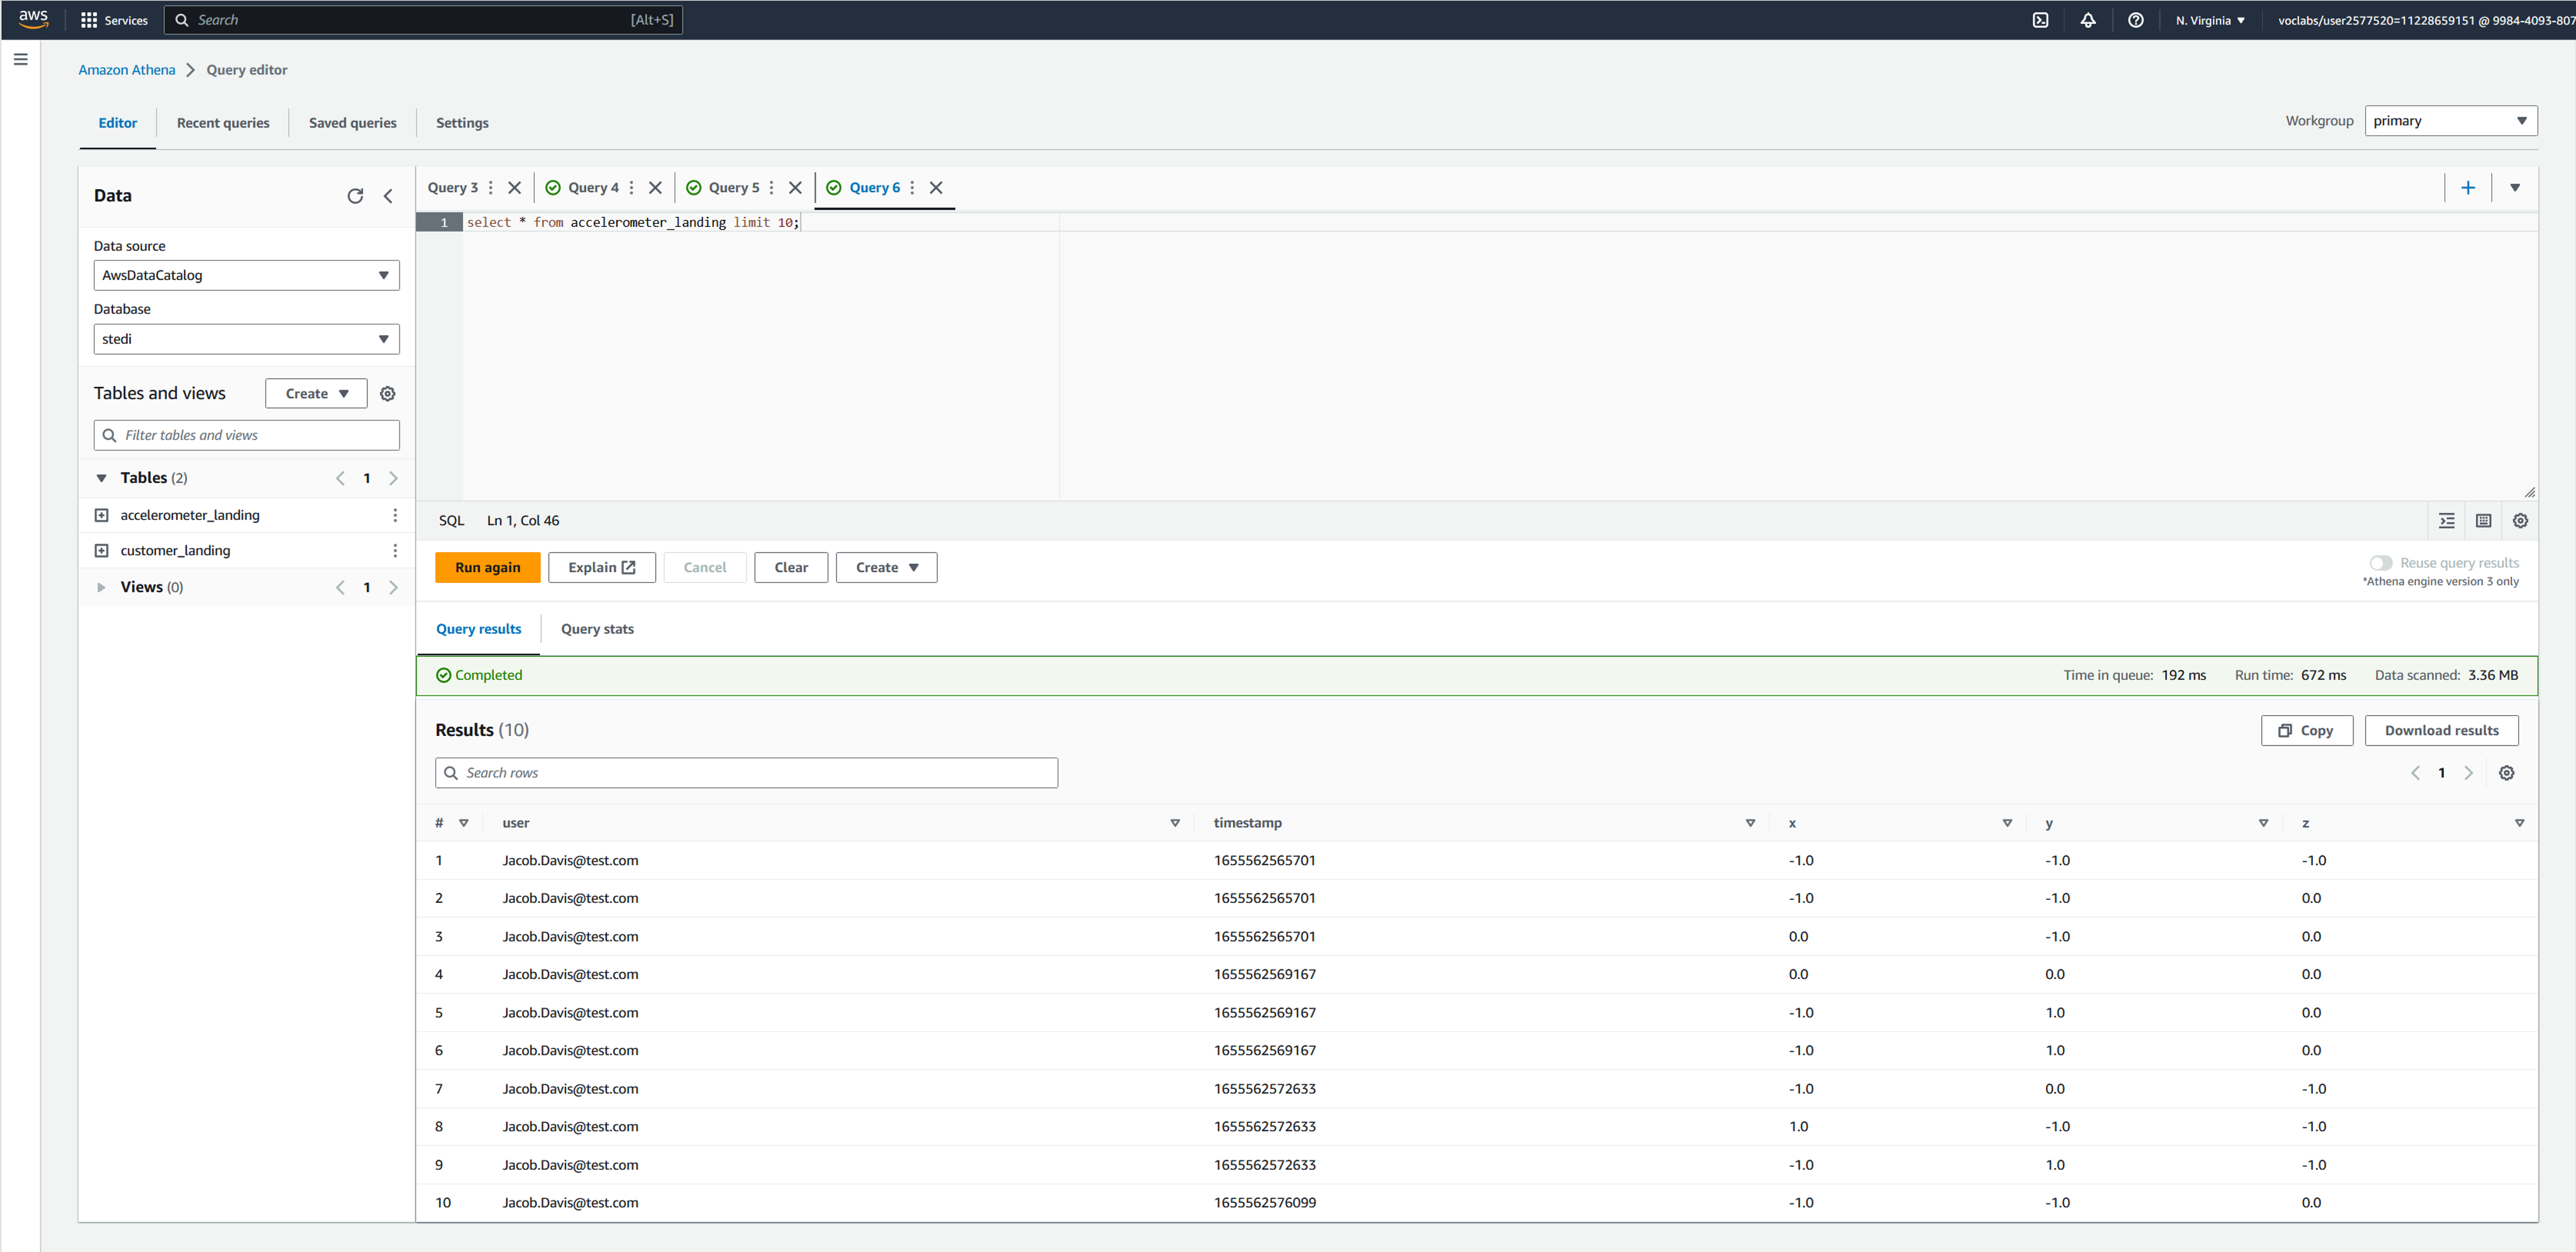 aws Services Search [Alt+S] N. Virginia voclabs/user2577520=11228659151 @ 9984-4093-807
Amazon Athena Query editor
Editor Recent queries Saved queries Settings Workgroup primary
Data
Data source
AwsDataCatalog
Database
stedi
Tables and views Create
Filter tables and views
Tables (2) 1
accelerometer_landing
customer_landing
Views (0) 1
Query 3 Query 4 Query 5 Query 6
1 select * from accelerometer_landing limit 10;
SQL Ln 1, Col 46
Run again Explain Cancel Clear Create Reuse query results
*Athena engine version 3 only
Query results Query stats
Completed Time in queue: 192 ms Run time: 672 ms Data scanned: 3.36 MB
Results (10) Copy Download results
Search rows 1
# user timestamp x y z
1 Jacob.Davis@test.com 1655562565701 -1.0 -1.0 -1.0
2 Jacob.Davis@test.com 1655562565701 -1.0 -1.0 0.0
3 Jacob.Davis@test.com 1655562565701 0.0 -1.0 0.0
4 Jacob.Davis@test.com 1655562569167 0.0 0.0 0.0
5 Jacob.Davis@test.com 1655562569167 -1.0 1.0 0.0
6 Jacob.Davis@test.com 1655562569167 -1.0 1.0 0.0
7 Jacob.Davis@test.com 1655562572633 -1.0 0.0 -1.0
8 Jacob.Davis@test.com 1655562572633 1.0 -1.0 -1.0
9 Jacob.Davis@test.com 1655562572633 -1.0 1.0 -1.0
10 Jacob.Davis@test.com 1655562576099 -1.0 -1.0 0.0